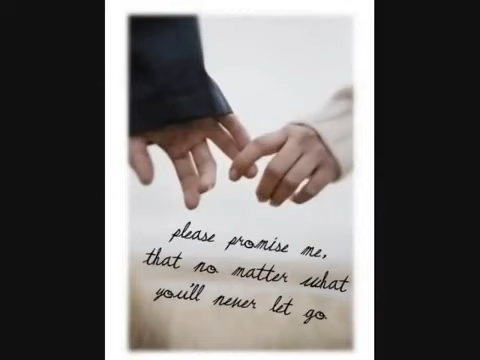 please promise me,
that no matter what
you'll never let go